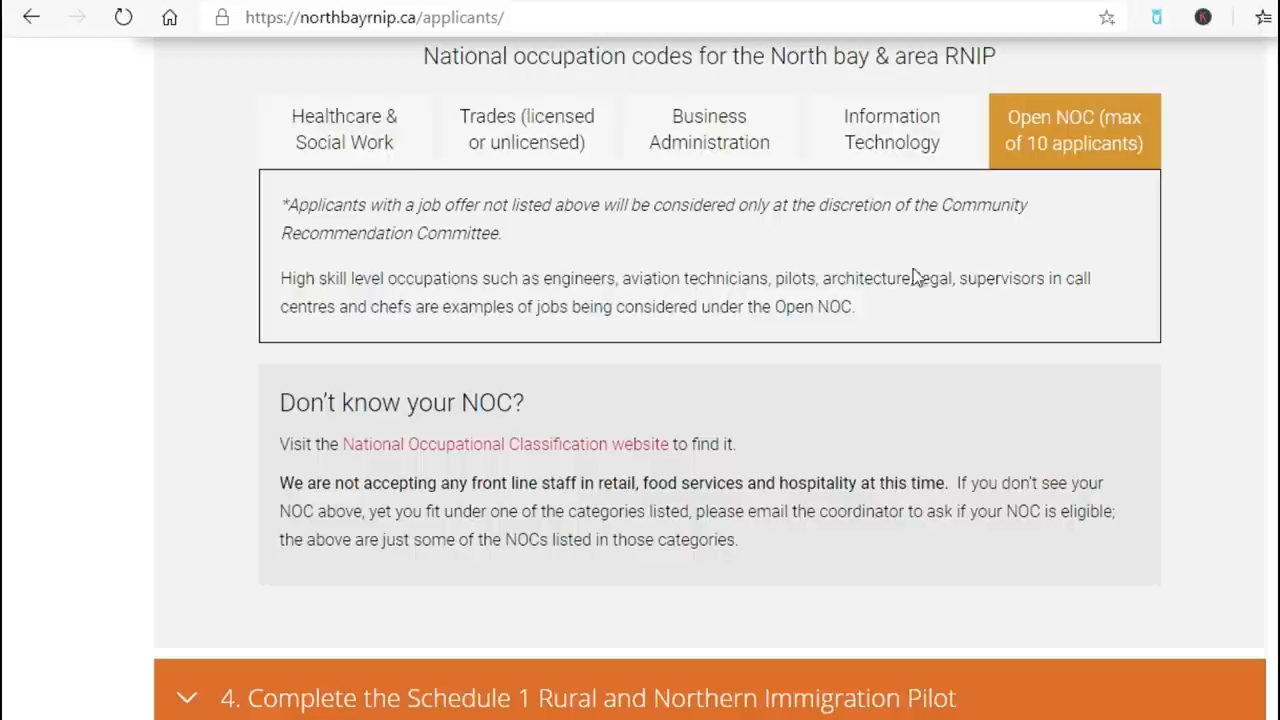 https://northbayrnip.ca/applicants/
National occupation codes for the North bay & area RNIP
Healthcare &
Social Work
Trades (licensed
or unlicensed)
Business
Administration
Information
Technology
Open NOC (max
of 10 applicants)
*Applicants with a job offer not listed above will be considered only at the discretion of the Community
Recommendation Committee.
High skill level occupations such as engineers, aviation technicians, pilots, architecture, legal, supervisors in call
centres and chefs are examples of jobs being considered under the Open NOC.
Don't know your NOC?
Visit the National Occupational Classification website to find it.
We are not accepting any front line staff in retail, food services and hospitality at this time. If you don't see your
NOC above, yet you fit under one of the categories listed, please email the coordinator to ask if your NOC is eligible;
the above are just some of the NOCs listed in those categories.
4. Complete the Schedule 1 Rural and Northern Immigration Pilot